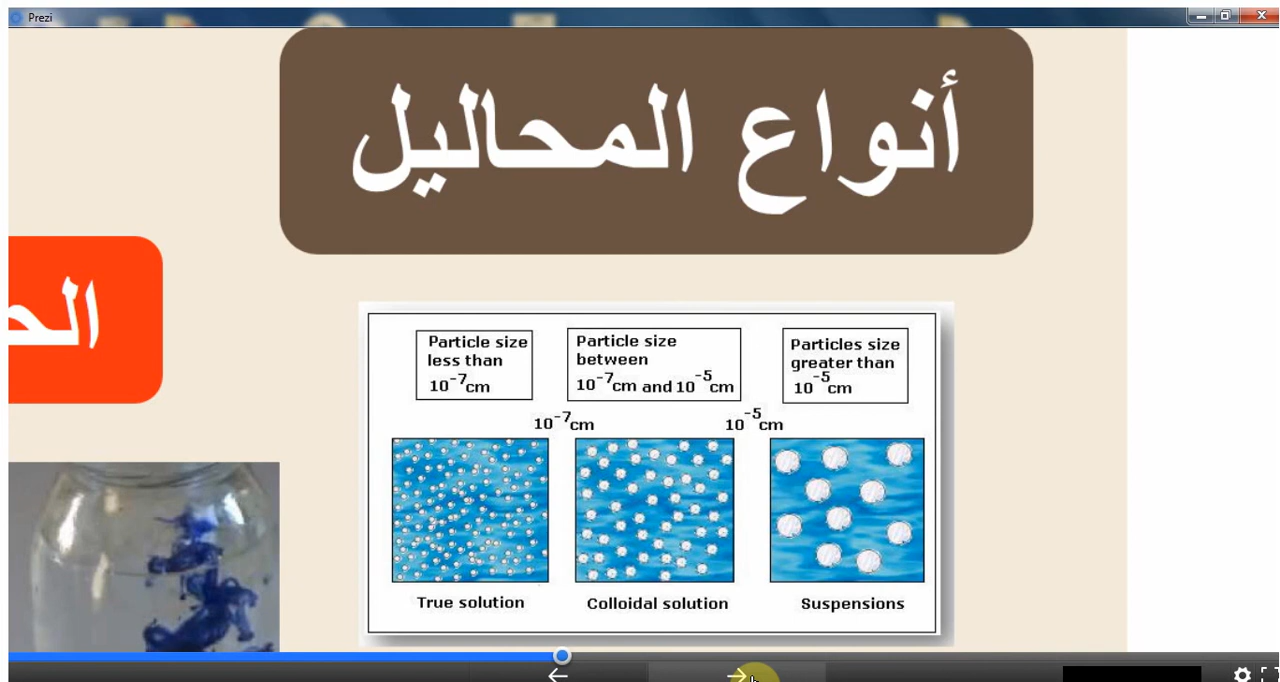 Prezi
أنواع المحاليل
Particle size
less than
10⁻⁷cm
Particle size
between
10⁻⁷cm and 10⁻⁵cm
Particles size
greater than
10⁻⁵cm
10⁻⁷cm
10⁻⁵cm
True solution
Colloidal solution
Suspensions